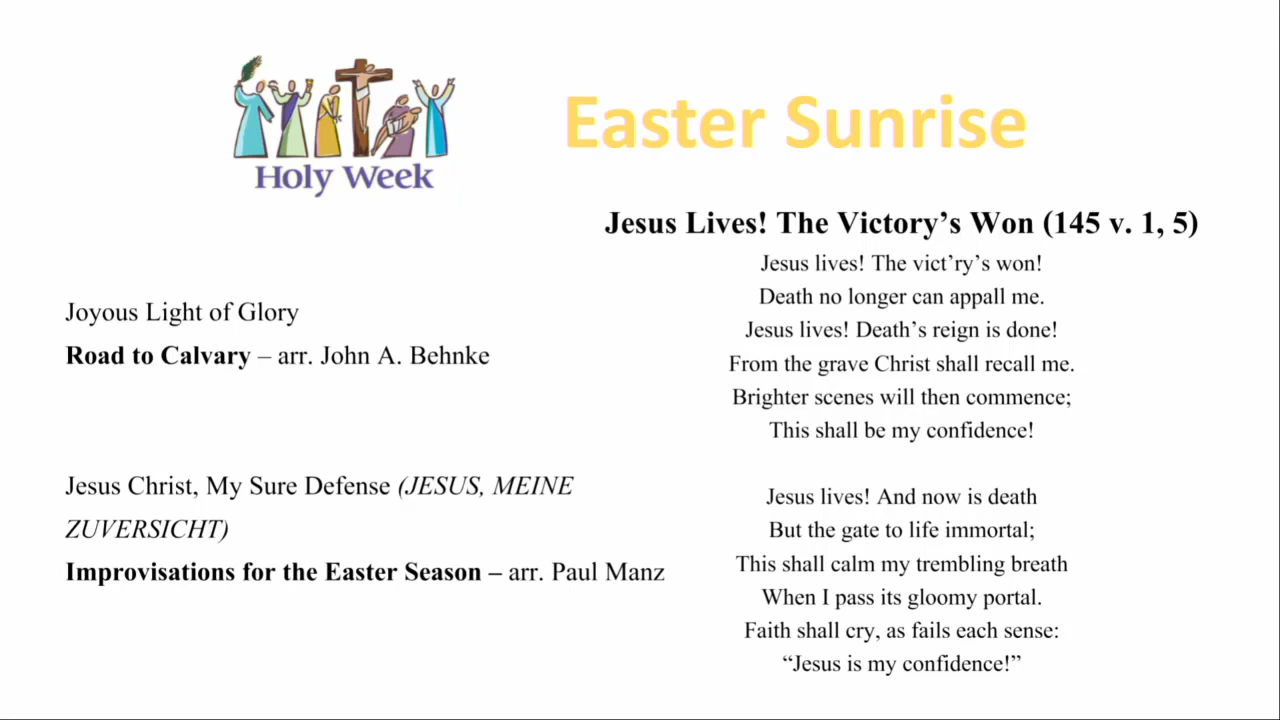 Holy Week
Easter Sunrise
Joyous Light of Glory
Road to Calvary – arr. John A. Behnke
Jesus Christ, My Sure Defense (JESUS, MEINE
ZUVERSICHT)
Improvisations for the Easter Season – arr. Paul Manz
Jesus Lives! The Victory’s Won (145 v. 1, 5)
Jesus lives! The vict’ry’s won!
Death no longer can appall me.
Jesus lives! Death’s reign is done!
From the grave Christ shall recall me.
Brighter scenes will then commence;
This shall be my confidence!
Jesus lives! And now is death
But the gate to life immortal;
This shall calm my trembling breath
When I pass its gloomy portal.
Faith shall cry, as fails each sense:
“Jesus is my confidence!”